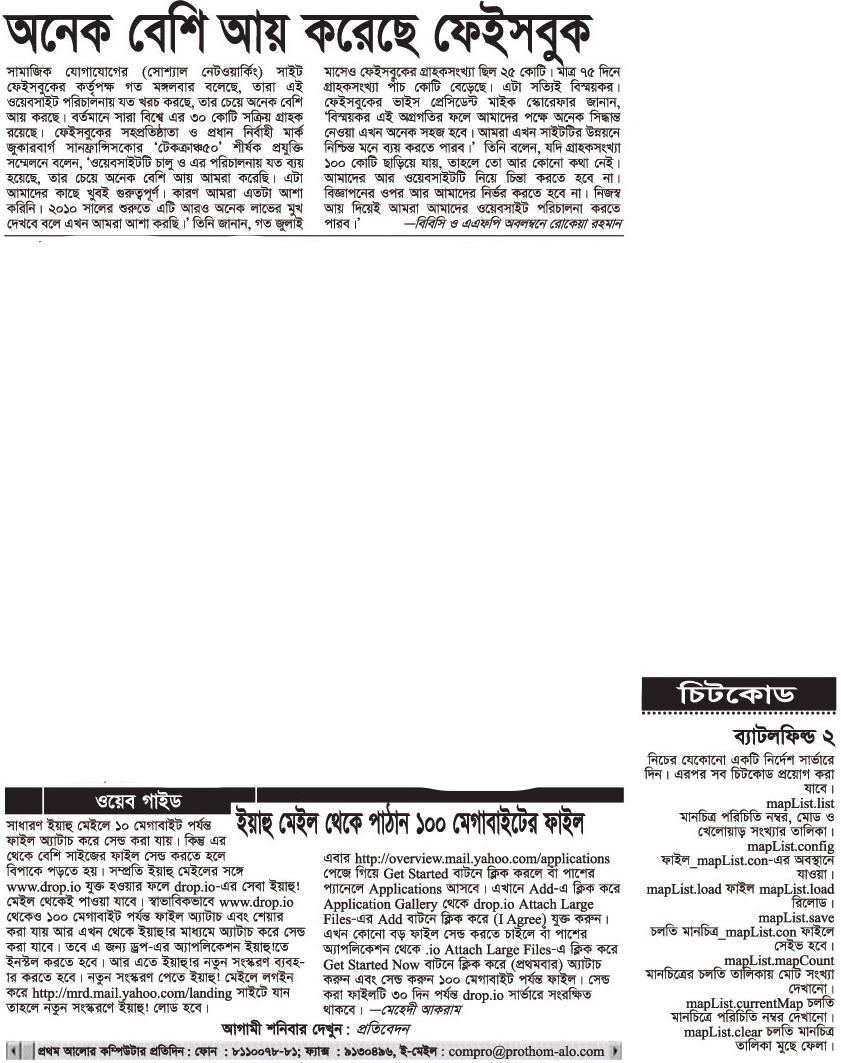 অনেক বেশি আয় করেছে ফেইসবুক
সামাজিক যোগাযোগের (সোশ্যাল নেটওয়ার্কিং) সাইট
ফেইসবুকের কর্তৃপক্ষ গত মঙ্গলবার বলেছে, তারা এই
ওয়েবসাইট পরিচালনায় যত খরচ করছে, তার চেয়ে অনেক বেশি
আয় করছে। বর্তমানে সারা বিশ্বে এর ৩০ কোটি সক্রিয় গ্রাহক
রয়েছে। ফেইসবুকের সহপ্রতিষ্ঠাতা ও প্রধান নির্বাহী মার্ক
জুকারবার্গ সানফ্রান্সিসকোর ‘টেকক্রাঞ্চ৫০’ শীর্ষক প্রযুক্তি
সম্মেলনে বলেন, ‘ওয়েবসাইটটি চালু ও এর পরিচালনায় যত ব্যয়
হয়েছে, তার চেয়ে অনেক বেশি আয় আমরা করেছি। এটা
আমাদের কাছে খুবই গুরুত্বপূর্ণ। কারণ আমরা এতটা আশা
করিনি। ২০১০ সালের শুরুতে এটি আরও অনেক লাভের মুখ
দেখবে বলে এখন আমরা আশা করছি।’ তিনি জানান, গত জুলাই
মাসেও ফেইসবুকের গ্রাহকসংখ্যা ছিল ২৫ কোটি। মাত্র ৭৫ দিনে
গ্রাহকসংখ্যা পাঁচ কোটি বেড়েছে। এটা সত্যিই বিস্ময়কর।
ফেইসবুকের ভাইস প্রেসিডেন্ট মাইক স্কোরেফার জানান,
‘বিস্ময়কর এই অগ্রগতির ফলে আমাদের পক্ষে অনেক সিদ্ধান্ত
নেওয়া এখন অনেক সহজ হবে। আমরা এখন সাইটটির উন্নয়নে
নিশ্চিন্ত মনে ব্যয় করতে পারব।’ তিনি বলেন, যদি গ্রাহকসংখ্যা
১০০ কোটি ছাড়িয়ে যায়, তাহলে তো আর কোনো কথা নেই।
আমাদের আর ওয়েবসাইটটি নিয়ে চিন্তা করতে হবে না।
বিজ্ঞাপনের ওপর আর আমাদের নির্ভর করতে হবে না। নিজস্ব
আয় দিয়েই আমরা আমাদের ওয়েবসাইট পরিচালনা করতে
পারব।’ —বিবিসি ও এএফপি অবলম্বনে রোকেয়া রহমান
ওয়েব গাইড
ইয়াহু মেইল থেকে পাঠান ১০০ মেগাবাইটের ফাইল
সাধারণ ইয়াহু মেইলে ১০ মেগাবাইট পর্যন্ত
ফাইল অ্যাটাচ করে সেন্ড করা যায়। কিন্তু এর
থেকে বেশি সাইজের ফাইল সেন্ড করতে হলে
বিপাকে পড়তে হয়। সম্প্রতি ইয়াহু মেইলের সঙ্গে
www.drop.io যুক্ত হওয়ার ফলে drop.io-এর সেবা ইয়াহু!
মেইল থেকেই পাওয়া যাবে। স্বাভাবিকভাবে www.drop.io
থেকেও ১০০ মেগাবাইট পর্যন্ত ফাইল অ্যাটাচ এবং শেয়ার
করা যায় আর এখন থেকে ইয়াহু!র মাধ্যমে অ্যাটাচ করে সেন্ড
করা যাবে। তবে এ জন্য ড্রপ-এর অ্যাপলিকেশন ইয়াহু!তে
ইনস্টল করতে হবে। আর এতে ইয়াহু!র নতুন সংস্করণ ব্যবহ-
ার করতে হবে। নতুন সংস্করণ পেতে ইয়াহু! মেইলে লগইন
করে http://mrd.mail.yahoo.com/landing সাইটে যান
তাহলে নতুন সংস্করণে ইয়াহু! লোড হবে।
এবার http://overview.mail.yahoo.com/applications
পেজে গিয়ে Get Started বাটনে ক্লিক করলে বাঁ পাশের
প্যানেলে Applications আসবে। এখানে Add-এ ক্লিক করে
Application Gallery থেকে drop.io Attach Large
Files-এর Add বাটনে ক্লিক করে (I Agree) যুক্ত করুন।
এখন কোনো বড় ফাইল সেন্ড করতে চাইলে বাঁ পাশের
অ্যাপলিকেশন থেকে .io Attach Large Files-এ ক্লিক করে
Get Started Now বাটনে ক্লিক করে (প্রথমবার) অ্যাটাচ
করুন এবং সেন্ড করুন ১০০ মেগাবাইট পর্যন্ত ফাইল। সেন্ড
করা ফাইলটি ৩০ দিন পর্যন্ত drop.io সার্ভারে সংরক্ষিত
থাকবে। —মেহেদী আকরাম
আগামী শনিবার দেখুন : প্রতিবেদন
প্রথম আলোর কম্পিউটার প্রতিদিন : ফোন : ৮১১০০৭৮-৮১; ফ্যাক্স : ৯১৩০৪৯৬, ই-মেইল : compro@prothom-alo.com
চিটকোড
ব্যাটলফিল্ড ২
নিচের যেকোনো একটি নির্দেশ সার্ভারে
দিন। এরপর সব চিটকোড প্রয়োগ করা
যাবে।
mapList.list
মানচিত্র পরিচিতি নম্বর, মোড ও
খেলোয়াড় সংখ্যার তালিকা।
mapList.config
ফাইল_mapList.con-এর অবস্থানে
যাওয়া।
mapList.load ফাইল mapList.load
রিলোড।
mapList.save
চলতি মানচিত্র_mapList.con ফাইলে
সেইভ হবে।
mapList.mapCount
মানচিত্রের চলতি তালিকায় মোট সংখ্যা
দেখানো।
mapList.currentMap চলতি
মানচিত্রে পরিচিতি নম্বর দেখানো।
mapList.clear চলতি মানচিত্র
তালিকা মুছে ফেলা।